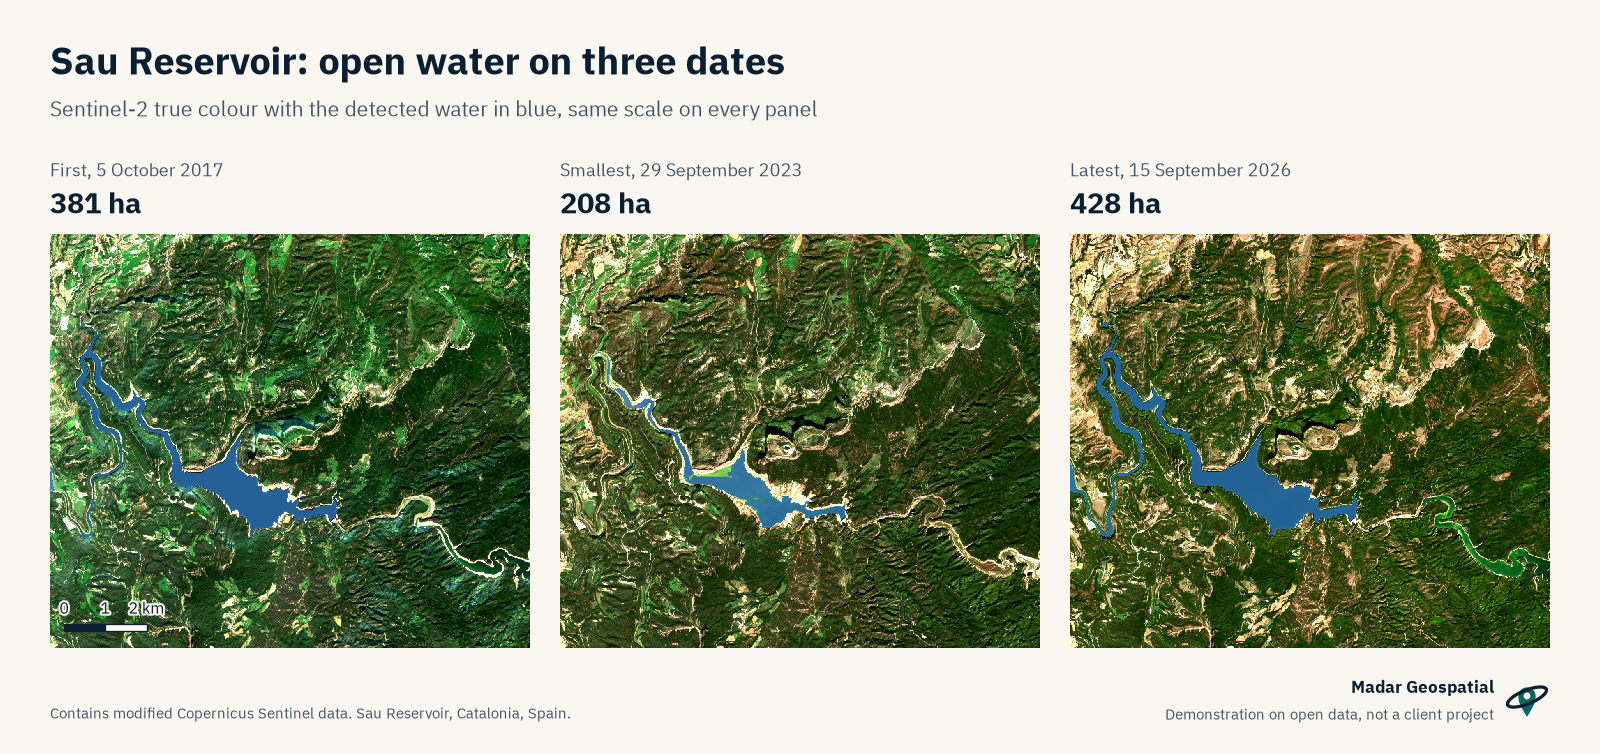 Sau Reservoir: open water on three dates
Sentinel-2 true colour with the detected water in blue, same scale on every panel
First, 5 October 2017
381 ha
Smallest, 29 September 2023
208 ha
Latest, 15 September 2026
428 ha
0 1 2 km
Contains modified Copernicus Sentinel data. Sau Reservoir, Catalonia, Spain.
Madar Geospatial
Demonstration on open data, not a client project